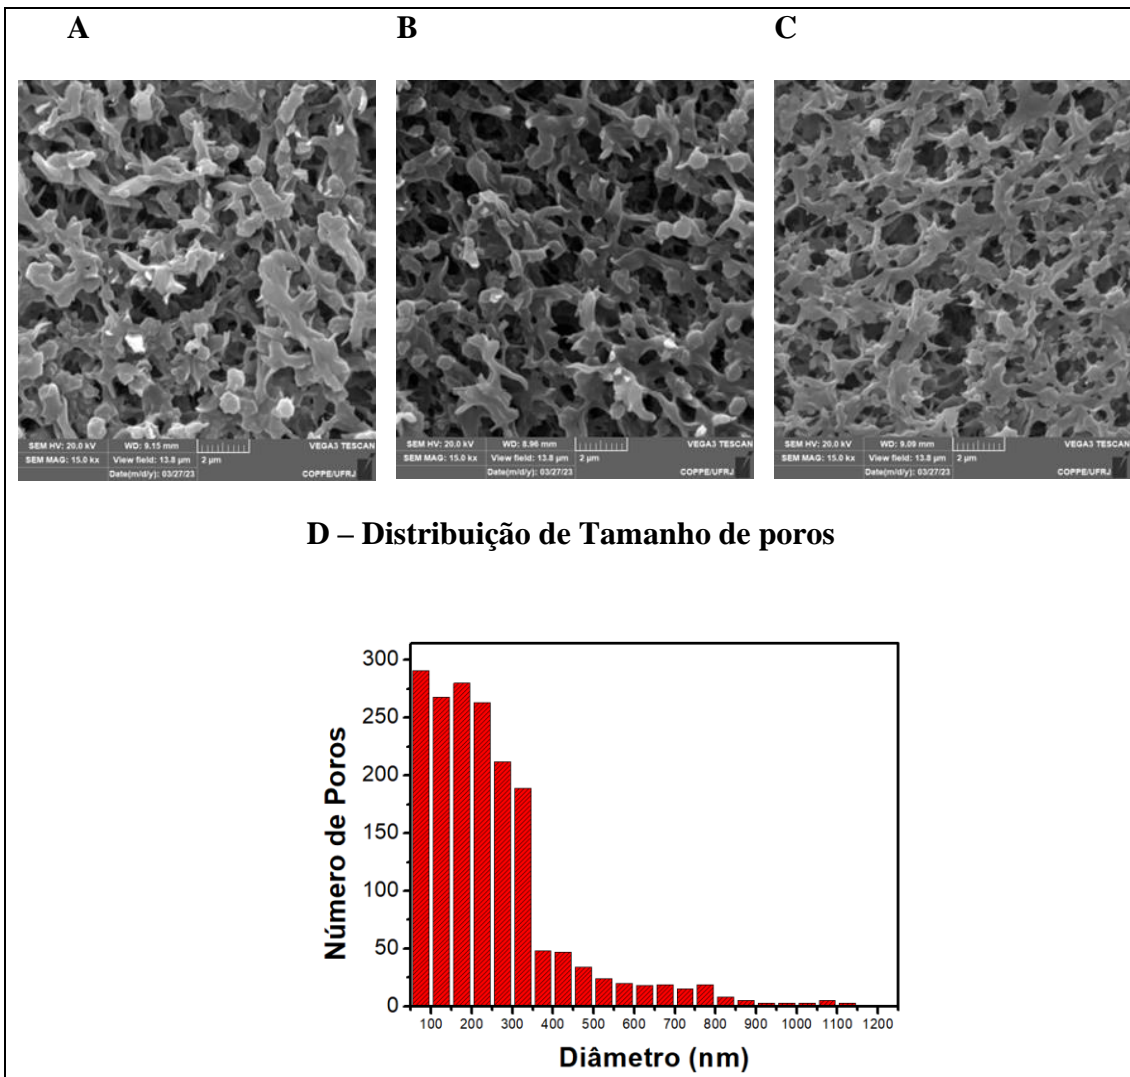 A B C
SEM HV: 20.0 kV WD: 9.15 mm VEGA3 TESCAN
SEM MAG: 15.0 kx View field: 13.8 µm 2 µm
Date(m/d/y): 03/27/23 COPPE/UFRJ
SEM HV: 20.0 kV WD: 8.96 mm VEGA3 TESCAN
SEM MAG: 15.0 kx View field: 13.8 µm 2 µm
Date(m/d/y): 03/27/23 COPPE/UFRJ
SEM HV: 20.0 kV WD: 9.09 mm VEGA3 TESCAN
SEM MAG: 15.0 kx View field: 13.8 µm 2 µm
Date(m/d/y): 03/27/23 COPPE/UFRJ
D – Distribuição de Tamanho de poros
Número de Poros
300
250
200
150
100
50
0
100 200 300 400 500 600 700 800 900 1000 1100 1200
Diâmetro (nm)